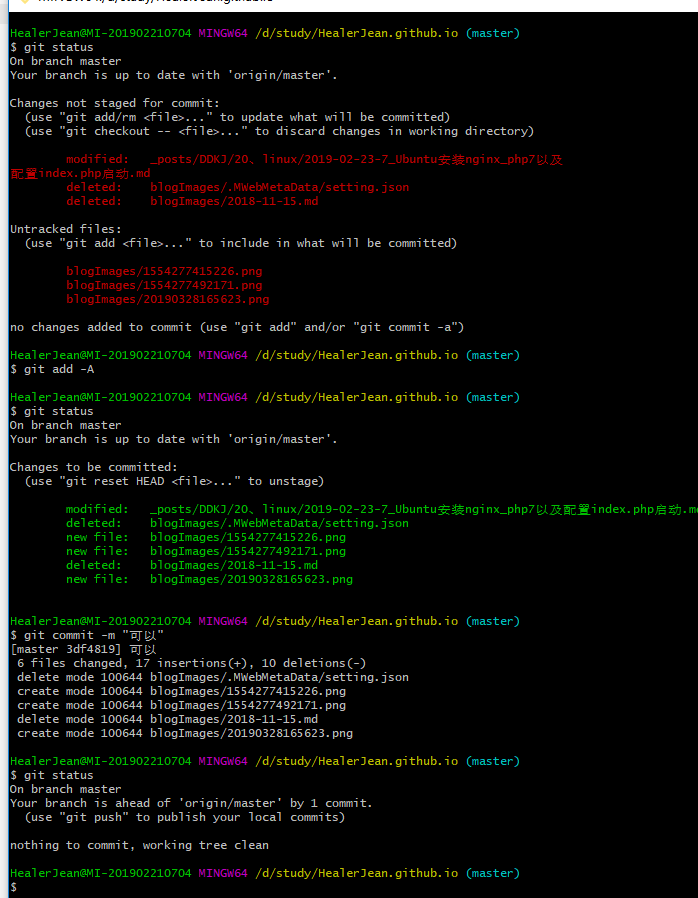 HealerJean@MI-201902210704 MINGW64 /d/study/HealerJean.github.io (master)
$ git status
On branch master
Your branch is up to date with 'origin/master'.
Changes not staged for commit:
  (use "git add/rm <file>..." to update what will be committed)
  (use "git checkout -- <file>..." to discard changes in working directory)
        modified:   _posts/DDKJ/20、linux/2019-02-23-7_Ubuntu安装nginx_php7以及
配置index.php启动.md
        deleted:    blogImages/.MWebMetaData/setting.json
        deleted:    blogImages/2018-11-15.md
Untracked files:
  (use "git add <file>..." to include in what will be committed)
        blogImages/1554277415226.png
        blogImages/1554277492171.png
        blogImages/20190328165623.png
no changes added to commit (use "git add" and/or "git commit -a")
HealerJean@MI-201902210704 MINGW64 /d/study/HealerJean.github.io (master)
$ git add -A
HealerJean@MI-201902210704 MINGW64 /d/study/HealerJean.github.io (master)
$ git status
On branch master
Your branch is up to date with 'origin/master'.
Changes to be committed:
  (use "git reset HEAD <file>..." to unstage)
        modified:   _posts/DDKJ/20、linux/2019-02-23-7_Ubuntu安装nginx_php7以及配置index.php启动.m
        deleted:    blogImages/.MWebMetaData/setting.json
        new file:   blogImages/1554277415226.png
        new file:   blogImages/1554277492171.png
        deleted:    blogImages/2018-11-15.md
        new file:   blogImages/20190328165623.png
HealerJean@MI-201902210704 MINGW64 /d/study/HealerJean.github.io (master)
$ git commit -m "可以"
[master 3df4819] 可以
 6 files changed, 17 insertions(+), 10 deletions(-)
 delete mode 100644 blogImages/.MWebMetaData/setting.json
 create mode 100644 blogImages/1554277415226.png
 create mode 100644 blogImages/1554277492171.png
 delete mode 100644 blogImages/2018-11-15.md
 create mode 100644 blogImages/20190328165623.png
HealerJean@MI-201902210704 MINGW64 /d/study/HealerJean.github.io (master)
$ git status
On branch master
Your branch is ahead of 'origin/master' by 1 commit.
  (use "git push" to publish your local commits)
nothing to commit, working tree clean
HealerJean@MI-201902210704 MINGW64 /d/study/HealerJean.github.io (master)
$